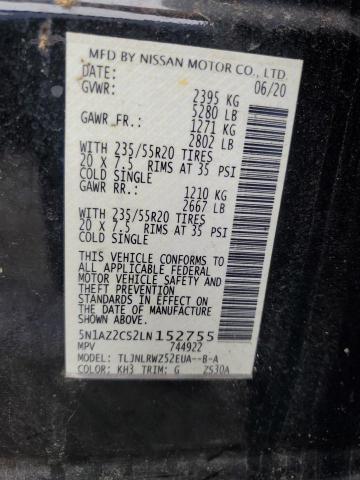 MFD BY NISSAN MOTOR CO., LTD.
DATE: 06/20
GVWR: 2395 KG
5280 LB
GAWR FR.: 1271 KG
2802 LB
WITH 235/55R20 TIRES
20 X 7.5 RIMS AT 35 PSI
COLD SINGLE
GAWR RR.: 1210 KG
2667 LB
WITH 235/55R20 TIRES
20 X 7.5 RIMS AT 35 PSI
COLD SINGLE
THIS VEHICLE CONFORMS TO
ALL APPLICABLE FEDERAL
MOTOR VEHICLE SAFETY AND
THEFT PREVENTION
STANDARDS IN EFFECT ON
THE DATE OF MANUFACTURE
SHOWN ABOVE.
5N1AZ2CS2LN152755
MPV 744922
MODEL: TLJNLRWZ52EUA--B-A
COLOR: KH3 TRIM: G Z530A